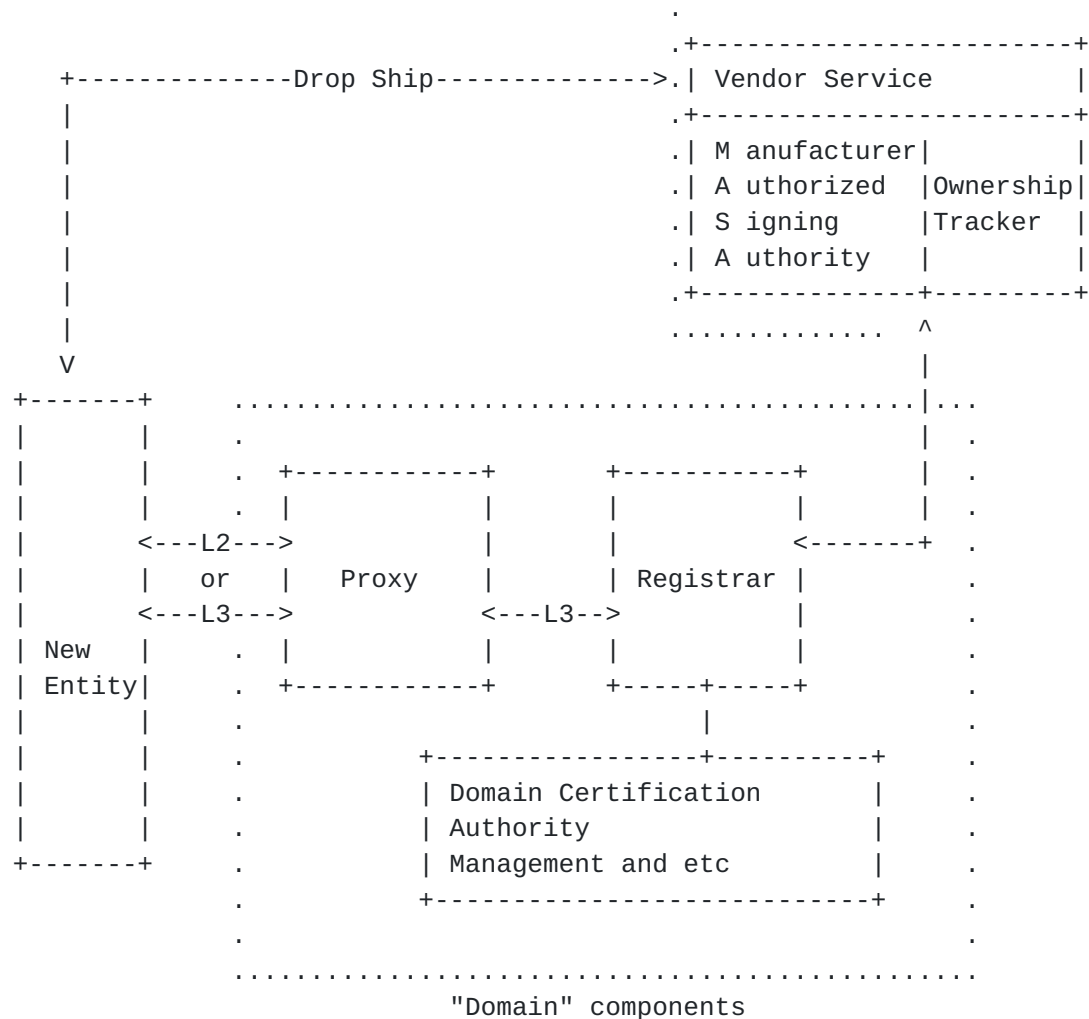 Drop Ship
Vendor Service
M anufacturer
A uthorized Ownership
S igning Tracker
A uthority
L2
or Proxy Registrar
L3 L3
New
Entity
Domain Certification
Authority
Management and etc
"Domain" components